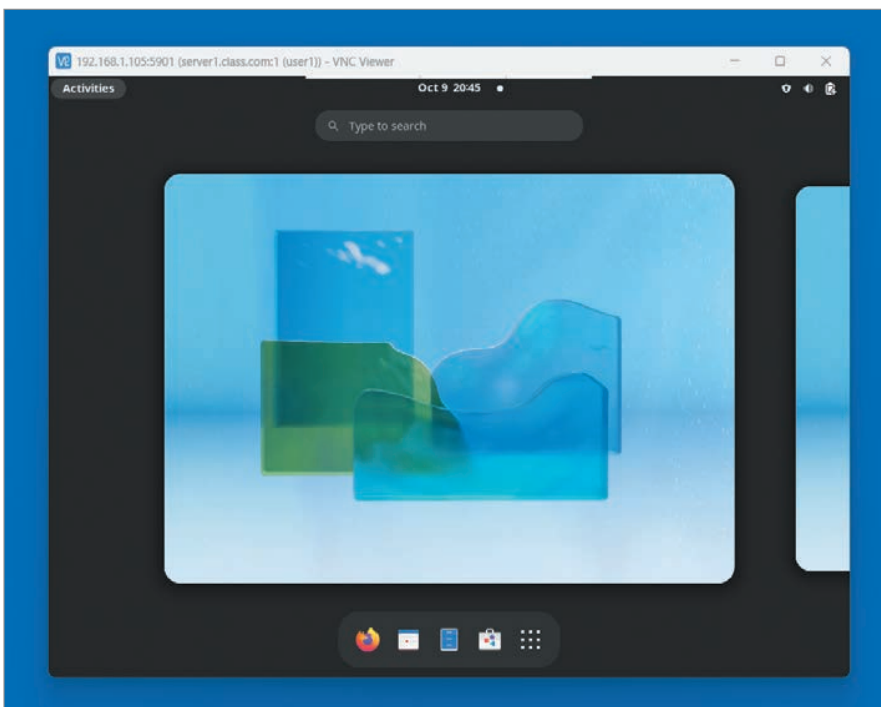 V2 192.168.1.105:5901 (server1.class.com:1 (user1)) - VNC Viewer
Activities
Oct 9 20:45
Type to search